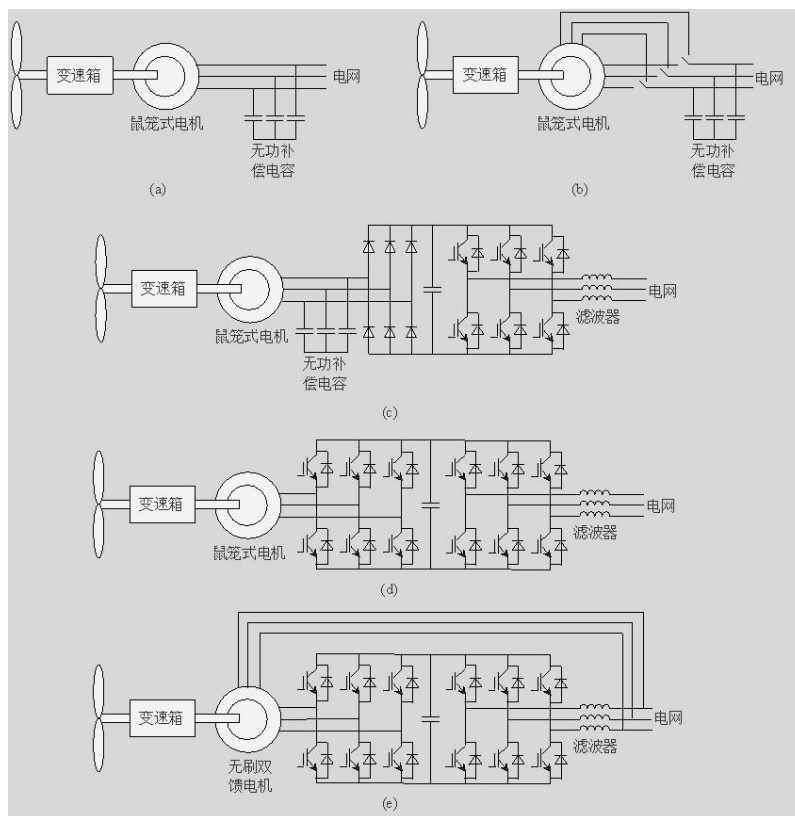 变速箱
鼠笼式电机
电网
无功补
偿电容
(a)
变速箱
鼠笼式电机
电网
无功补
偿电容
(b)
变速箱
鼠笼式电机
无功补
偿电容
滤波器
电网
(c)
变速箱
鼠笼式电机
滤波器
电网
(d)
变速箱
无刷双
馈电机
滤波器
电网
(e)